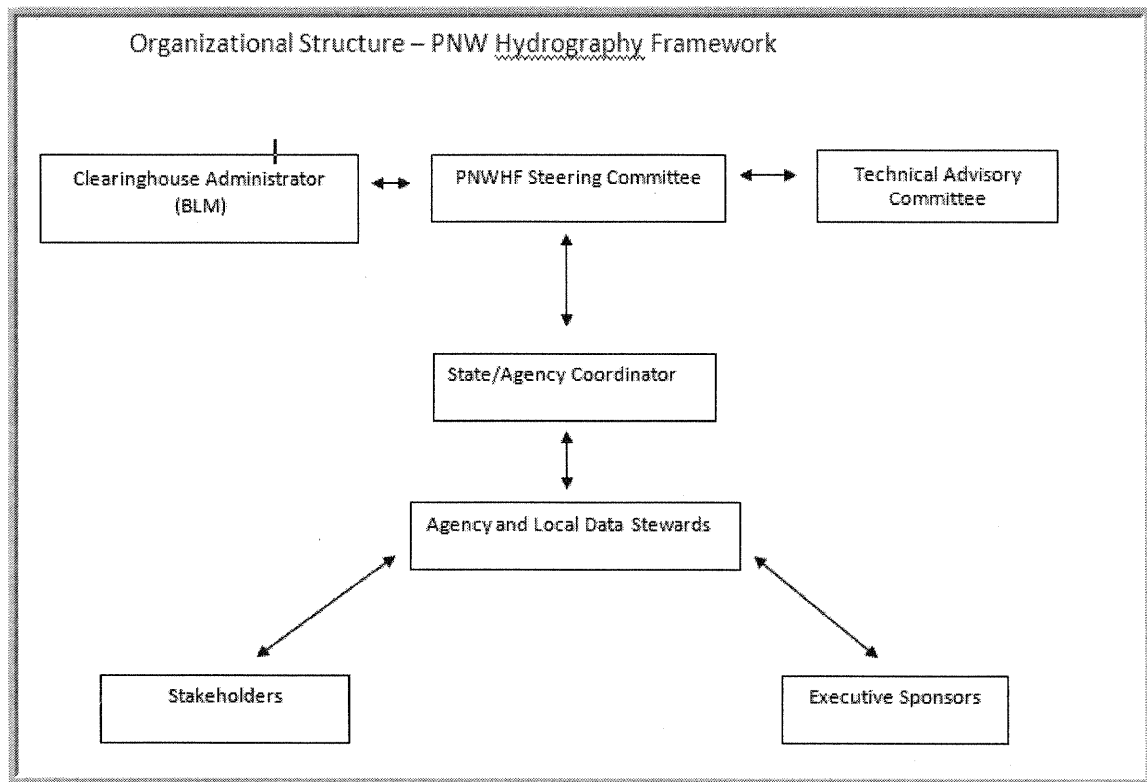 Organizational Structure – PNW Hydrography Framework
Clearinghouse Administrator
(BLM)
PNWHF Steering Committee
Technical Advisory
Committee
State/Agency Coordinator
Agency and Local Data Stewards
Stakeholders
Executive Sponsors